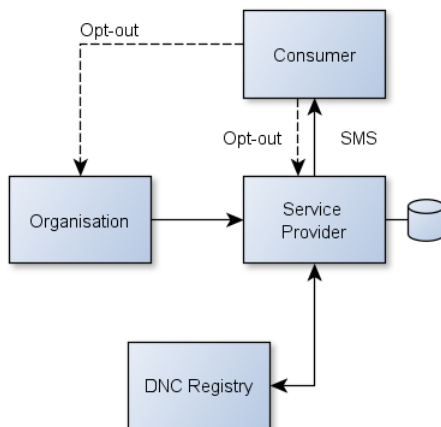 Opt-out
Consumer
Opt-out
SMS
Organisation
Service
Provider
DNC Registry